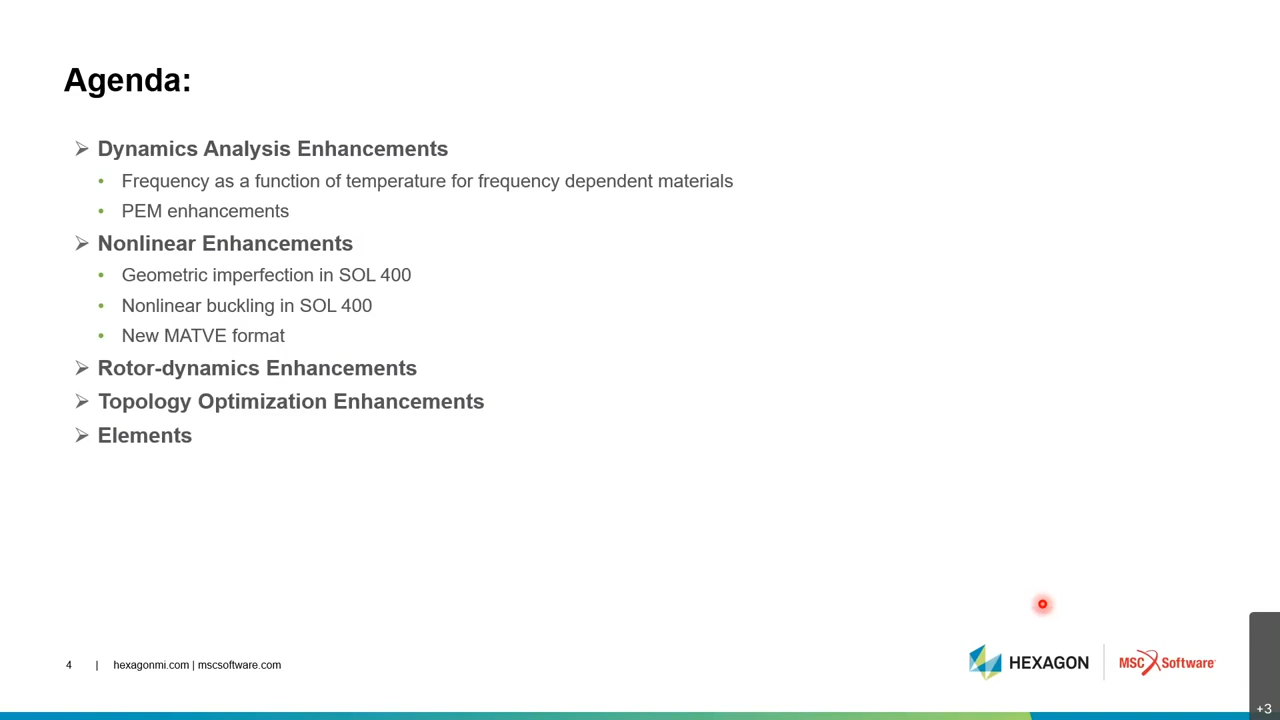 Agenda:
Dynamics Analysis Enhancements
Frequency as a function of temperature for frequency dependent materials
PEM enhancements
Nonlinear Enhancements
Geometric imperfection in SOL 400
Nonlinear buckling in SOL 400
New MATVE format
Rotor-dynamics Enhancements
Topology Optimization Enhancements
Elements
4 | hexagonmi.com | mscsoftware.com
HEXAGON
MSC Software
+3